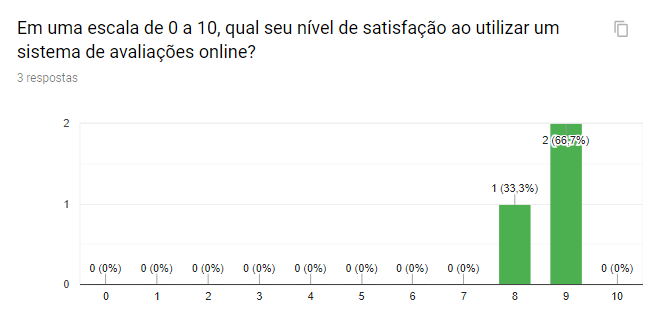 Em uma escala de 0 a 10, qual seu nível de satisfação ao utilizar um
sistema de avaliações online?
3 respostas
2
2 (66,7%)
1 (33,3%)
1
0 (0%) 0 (0%) 0 (0%) 0 (0%) 0 (0%) 0 (0%) 0 (0%) 0 (0%) 0 (0%)
0
0 1 2 3 4 5 6 7 8 9 10